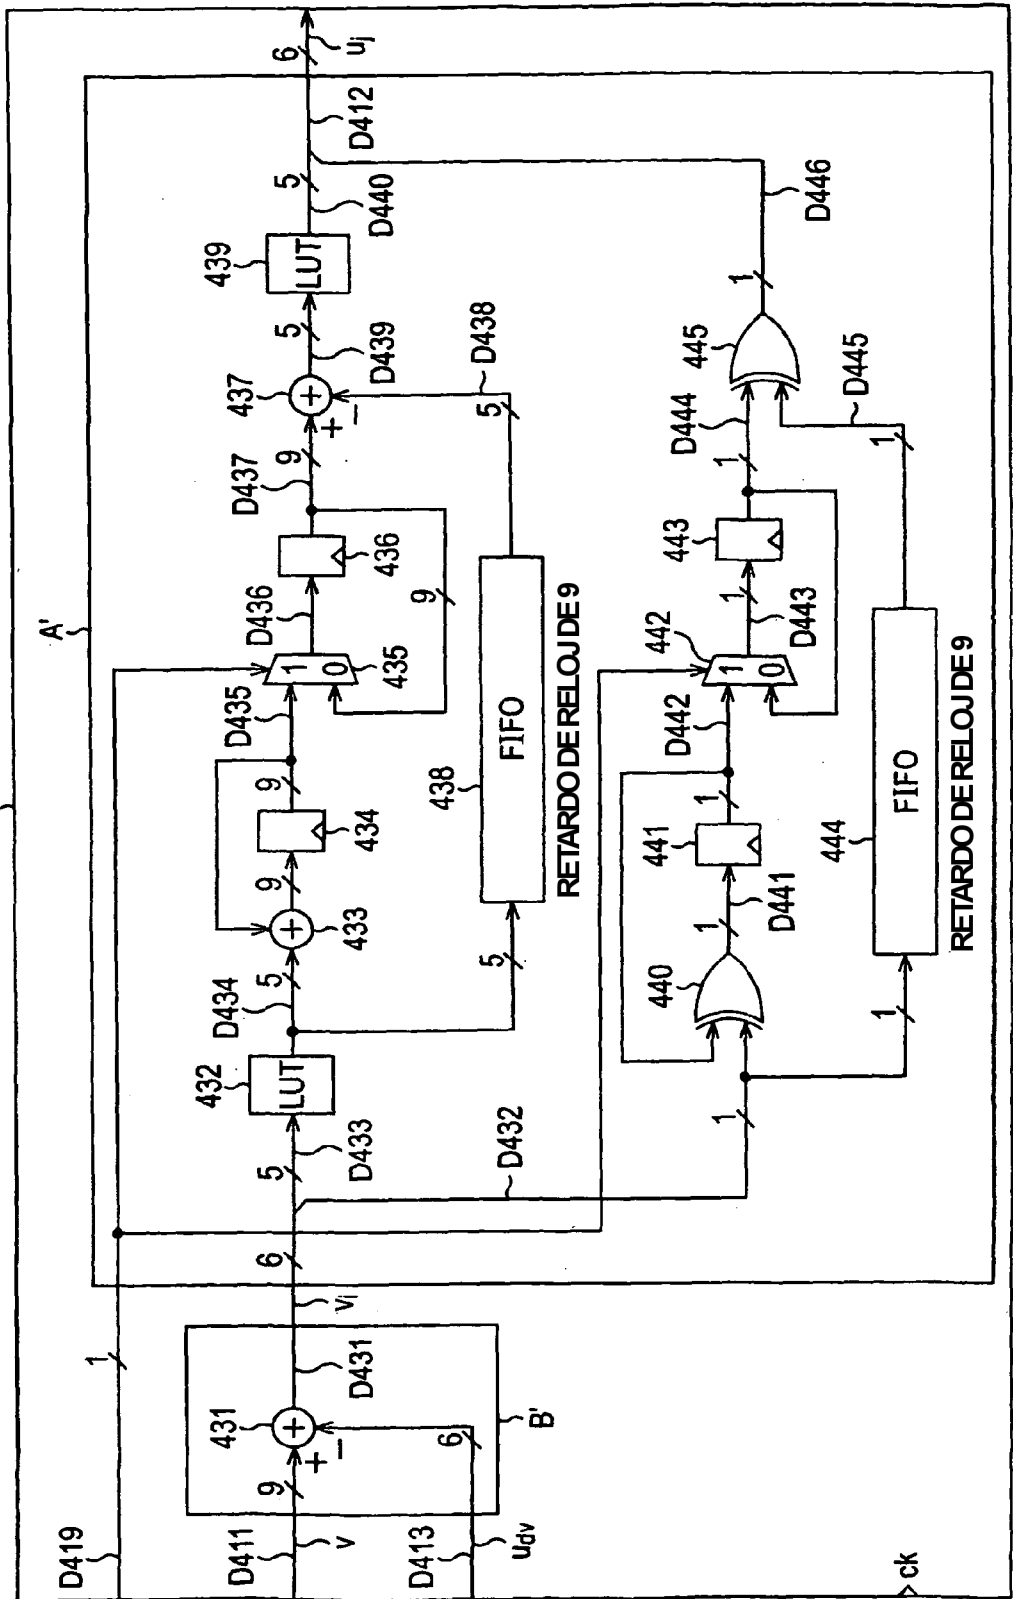 A'
D419
1
D411
v
9
431
+
+
−
D431
D413
u_dv
6
B'
v_i
6
D433
5
D432
432
LUT
D434
5
433
+
9
434
9
D435
1
0
435
D436
436
9
D437
9
437
+
+
−
D439
5
439
LUT
D440
5
D412
6
u_j
5
438
FIFO
5
D438
RETARDO DE RELOJ DE 9
1
440
D441
1
441
1
D442
442
1
0
D443
1
443
1
D444
445
1
D446
1
444
FIFO
1
D445
RETARDO DE RELOJ DE 9
ck